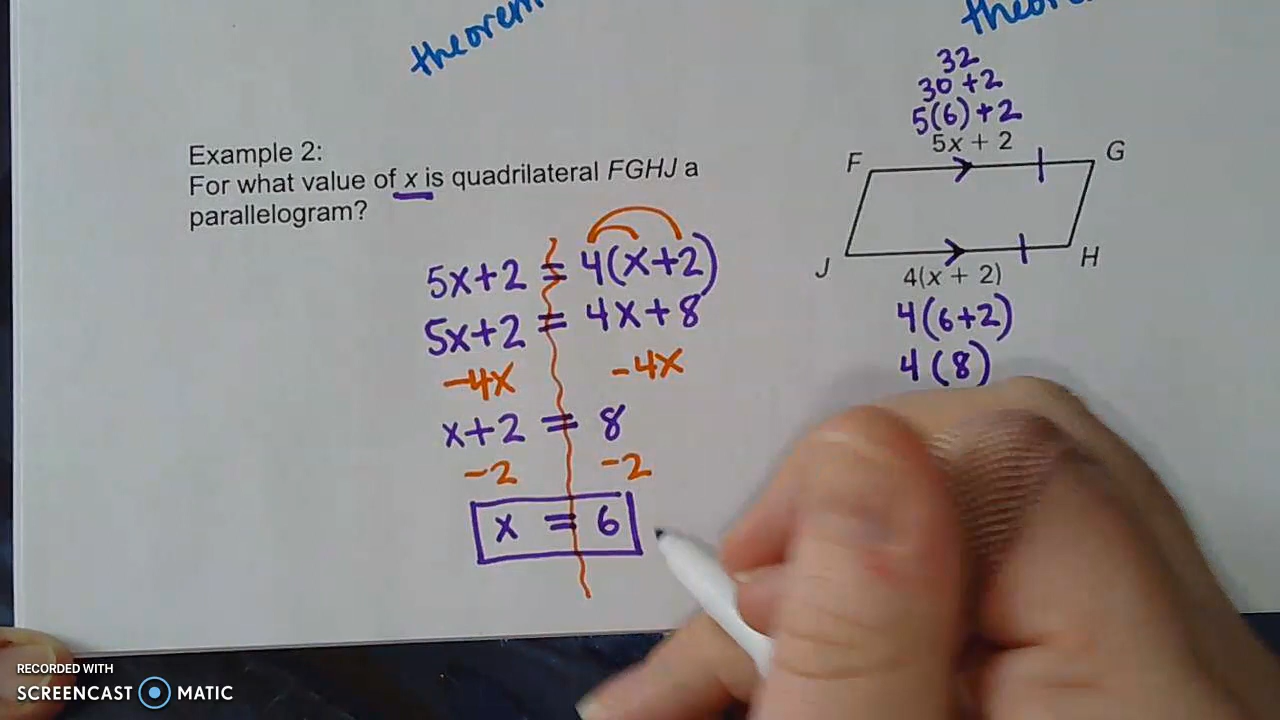 theorem
theorem
Example 2:
For what value of x is quadrilateral FGHJ a
parallelogram?
5x+2 = 4(x+2)
5x+2 = 4x+8
-4x -4x
x+2 = 8
-2 -2
x = 6
32
30+2
5(6)+2
5x + 2
F G
J H
4(x + 2)
4(6+2)
4(8)
RECORDED WITH
SCREENCAST MATIC